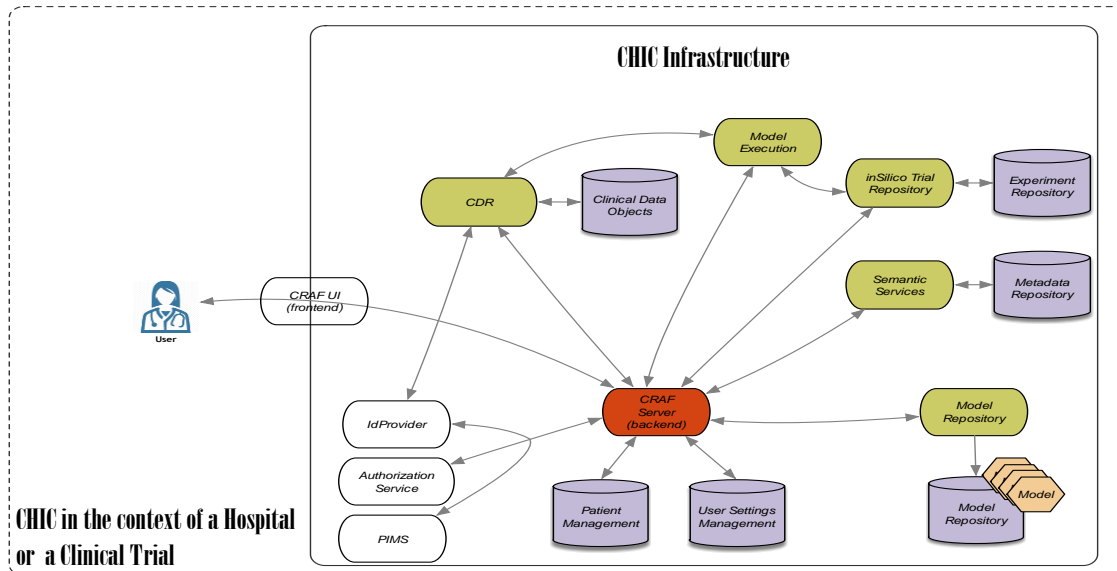 CHIC Infrastructure
Model
Execution
inSilico Trial
Repository
Experiment
Repository
CDR
Clinical Data
Objects
Semantic
Services
Metadata
Repository
CRAF UI
(frontend)
User
CRAF
Server
(backend)
Model
Repository
IdProvider
Authorization
Service
PIMS
Patient
Management
User Settings
Management
Model
Repository
Model
CHIC in the context of a Hospital
or a Clinical Trial